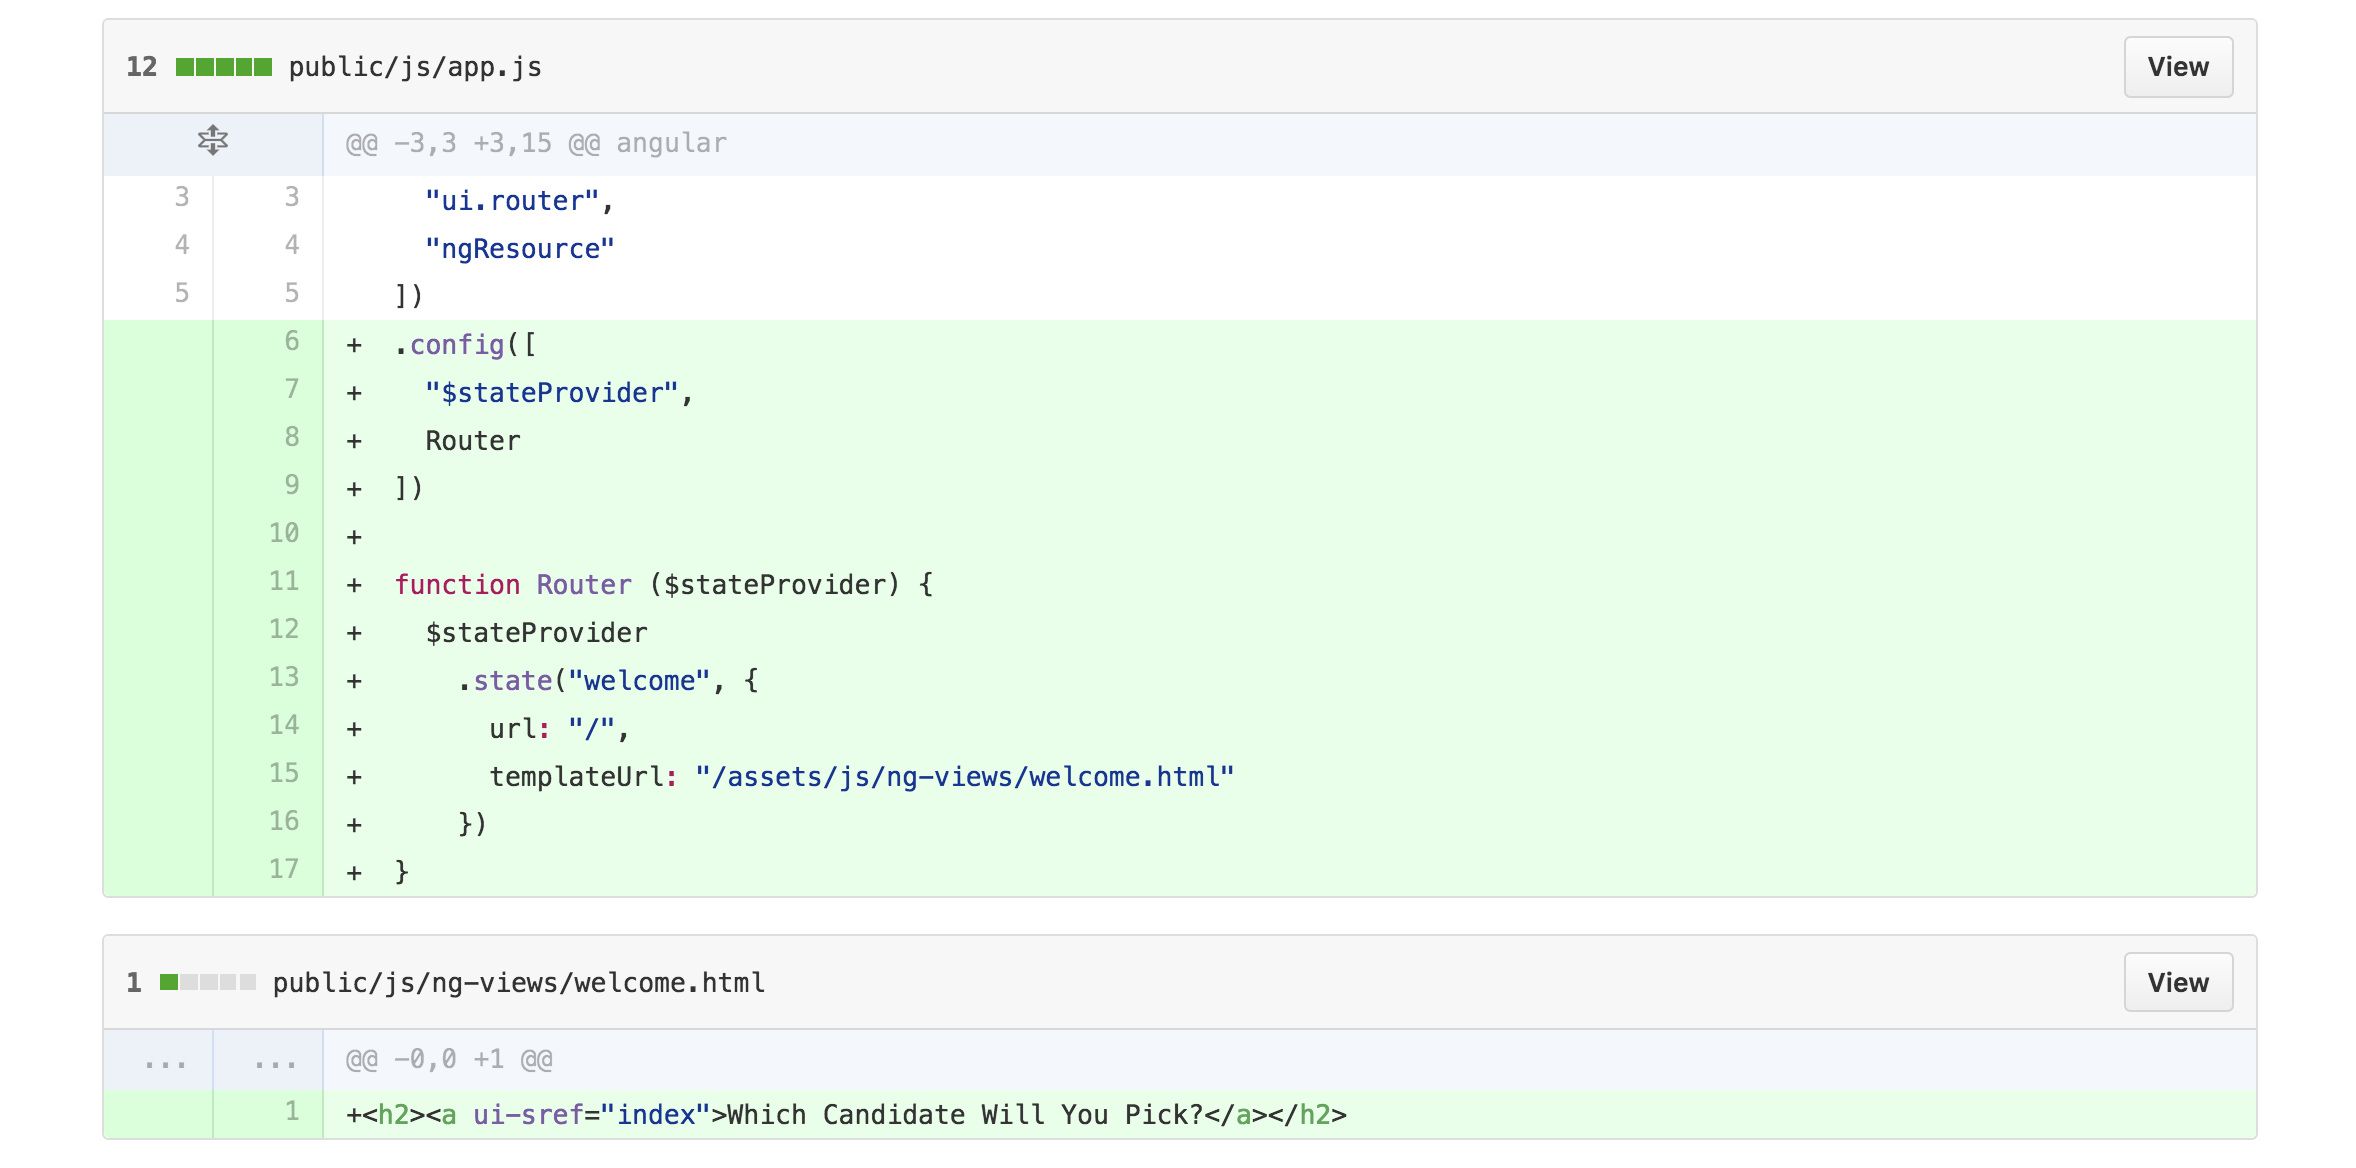 12 public/js/app.js View
@@ -3,3 +3,15 @@ angular
3 3 "ui.router",
4 4 "ngResource"
5 5 ])
6 + .config([
7 + "$stateProvider",
8 + Router
9 + ])
10 +
11 + function Router ($stateProvider) {
12 + $stateProvider
13 + .state("welcome", {
14 + url: "/",
15 + templateUrl: "/assets/js/ng-views/welcome.html"
16 + })
17 + }
1 public/js/ng-views/welcome.html View
... ... @@ -0,0 +1 @@
1 +<h2><a ui-sref="index">Which Candidate Will You Pick?</a></h2>